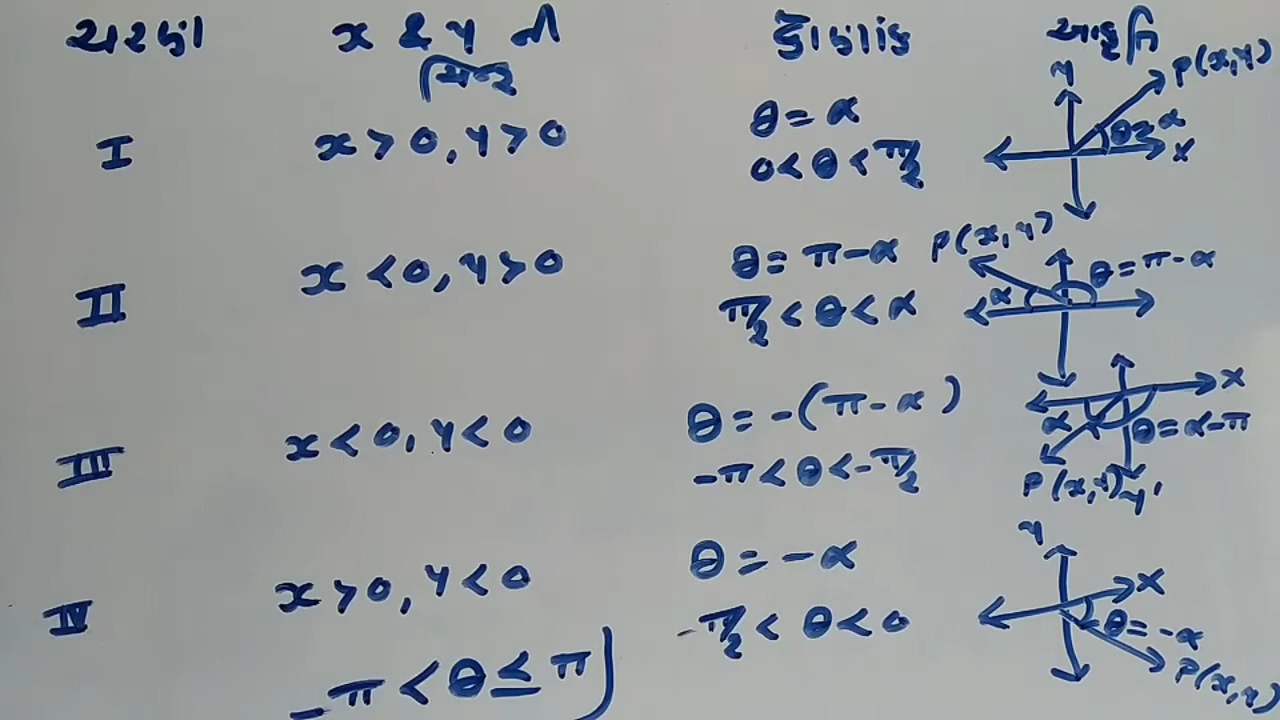 ચરણ x & y ની ચિન્હ કોણાંક આકૃતિ
I x > 0, y > 0 θ = α
0 < θ < π/2
y P(x,y) θ = α x
II x < 0, y > 0 θ = π - α
π/2 < θ < α
P(x,y) α θ = π - α
III x < 0, y < 0 θ = -(π - α)
-π < θ < -π/2
x α θ = α - π P(x,y) y'
IV x > 0, y < 0 θ = -α
-π/2 < θ < 0
y x θ = -α P(x,y)
-π < θ ≤ π)